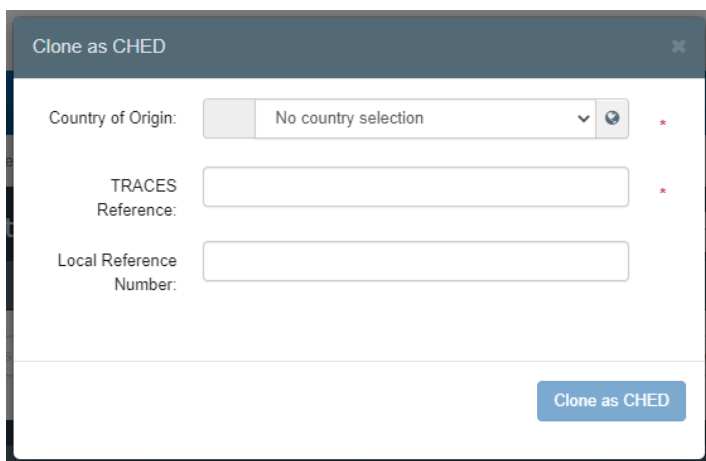 Clone as CHED
Country of Origin:
No country selection
*
TRACES
Reference:
*
Local Reference
Number:
Clone as CHED